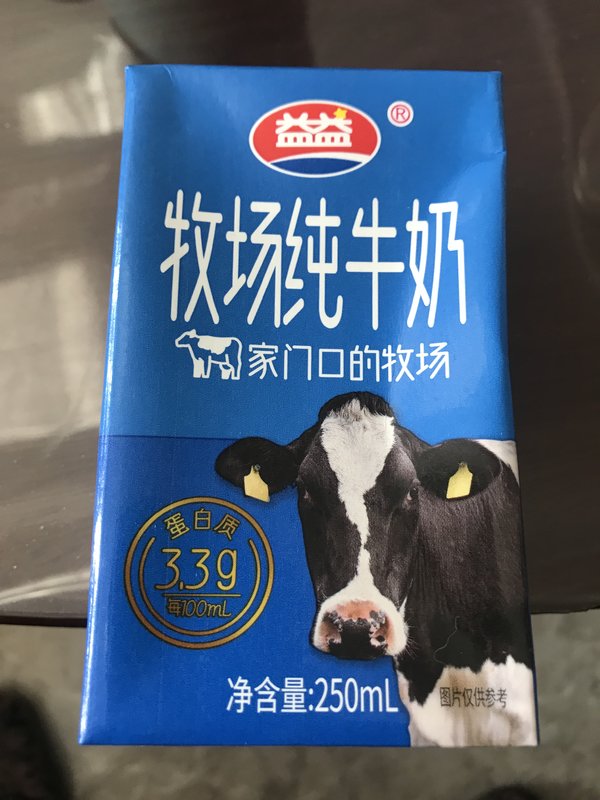 益益®
牧场纯牛奶
家门口的牧场
蛋白质
3.3g
每100mL
净含量:250mL
图片仅供参考